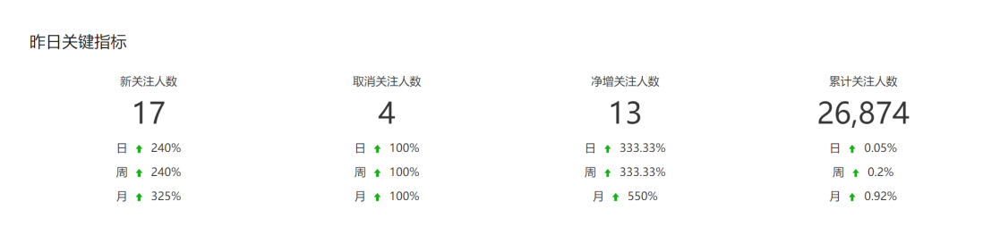 昨日关键指标
新关注人数 取消关注人数 净增关注人数 累计关注人数
17 4 13 26,874
日 240% 日 100% 日 333.33% 日 0.05%
周 240% 周 100% 周 333.33% 周 0.2%
月 325% 月 100% 月 550% 月 0.92%